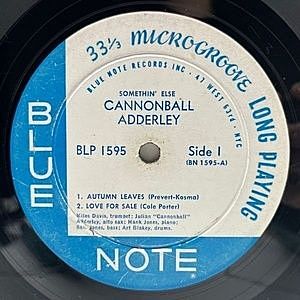 33⅓ MICROGROOVE LONG PLAYING
BLUE NOTE RECORDS INC · 47 WEST 63rd · NYC
SOMETHIN' ELSE
CANNONBALL
ADDERLEY
BLP 1595
Side 1
(BN 1595-A)
1. AUTUMN LEAVES (Prevert-Kosma)
2. LOVE FOR SALE (Cole Porter)
Miles Davis, trumpet; Julian "Cannonball"
Adderley, alto sax; Hank Jones, piano;
Sam Jones, bass; Art Blakey, drums.
BLUE
NOTE